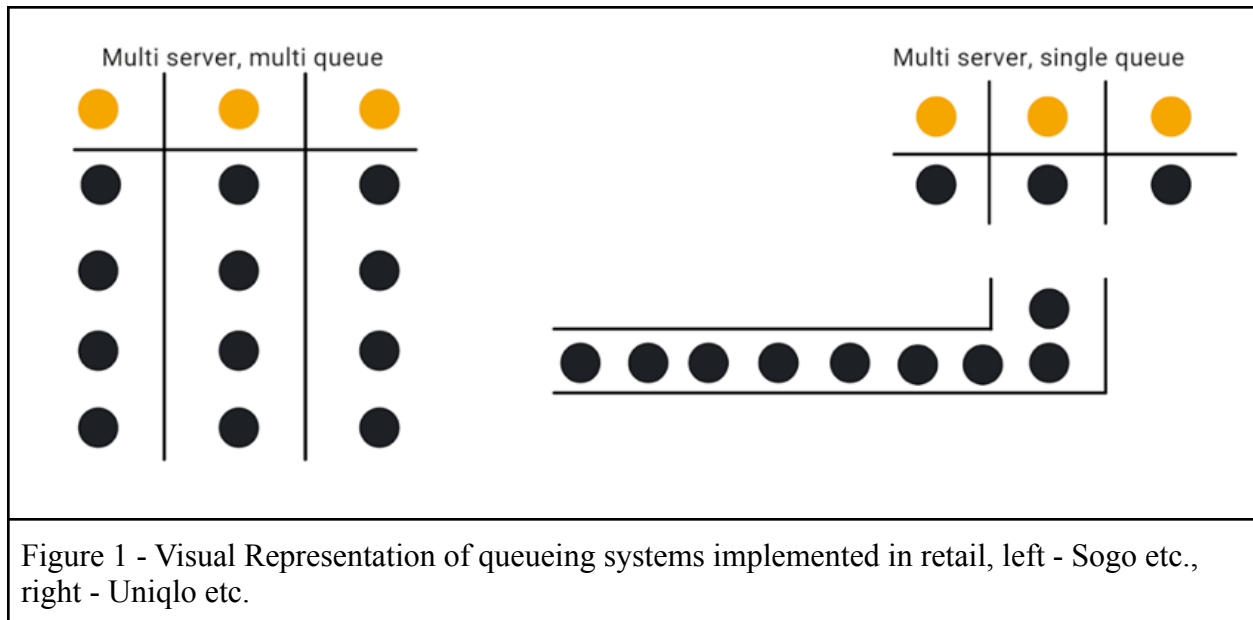 Multi server, multi queue
Multi server, single queue
Figure 1 - Visual Representation of queueing systems implemented in retail, left - Sogo etc.,
right - Uniqlo etc.